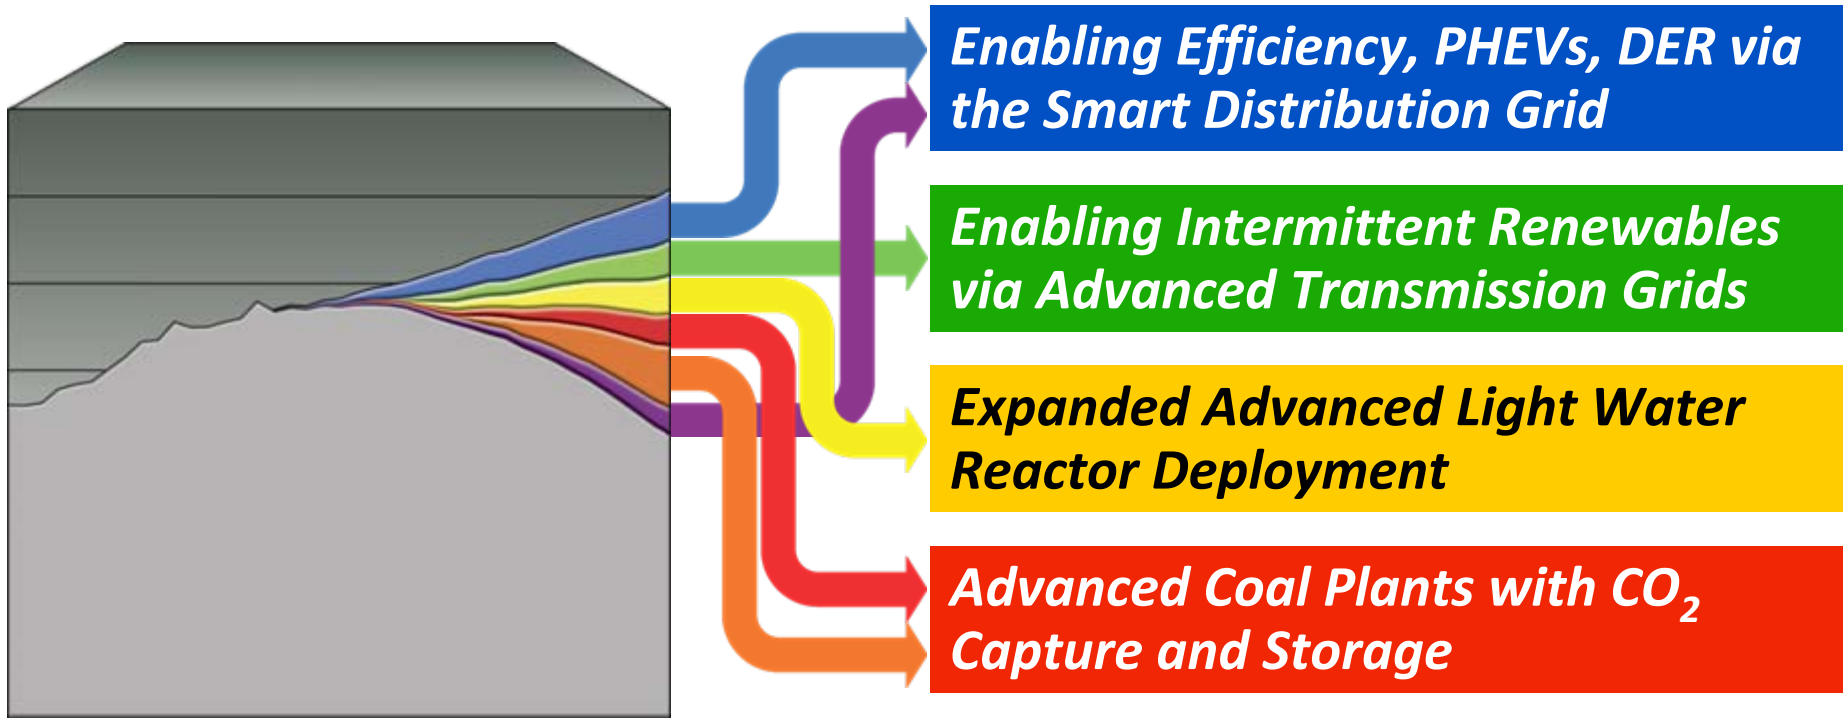 Enabling Efficiency, PHEVs, DER via
the Smart Distribution Grid
Enabling Intermittent Renewables
via Advanced Transmission Grids
Expanded Advanced Light Water
Reactor Deployment
Advanced Coal Plants with CO₂
Capture and Storage